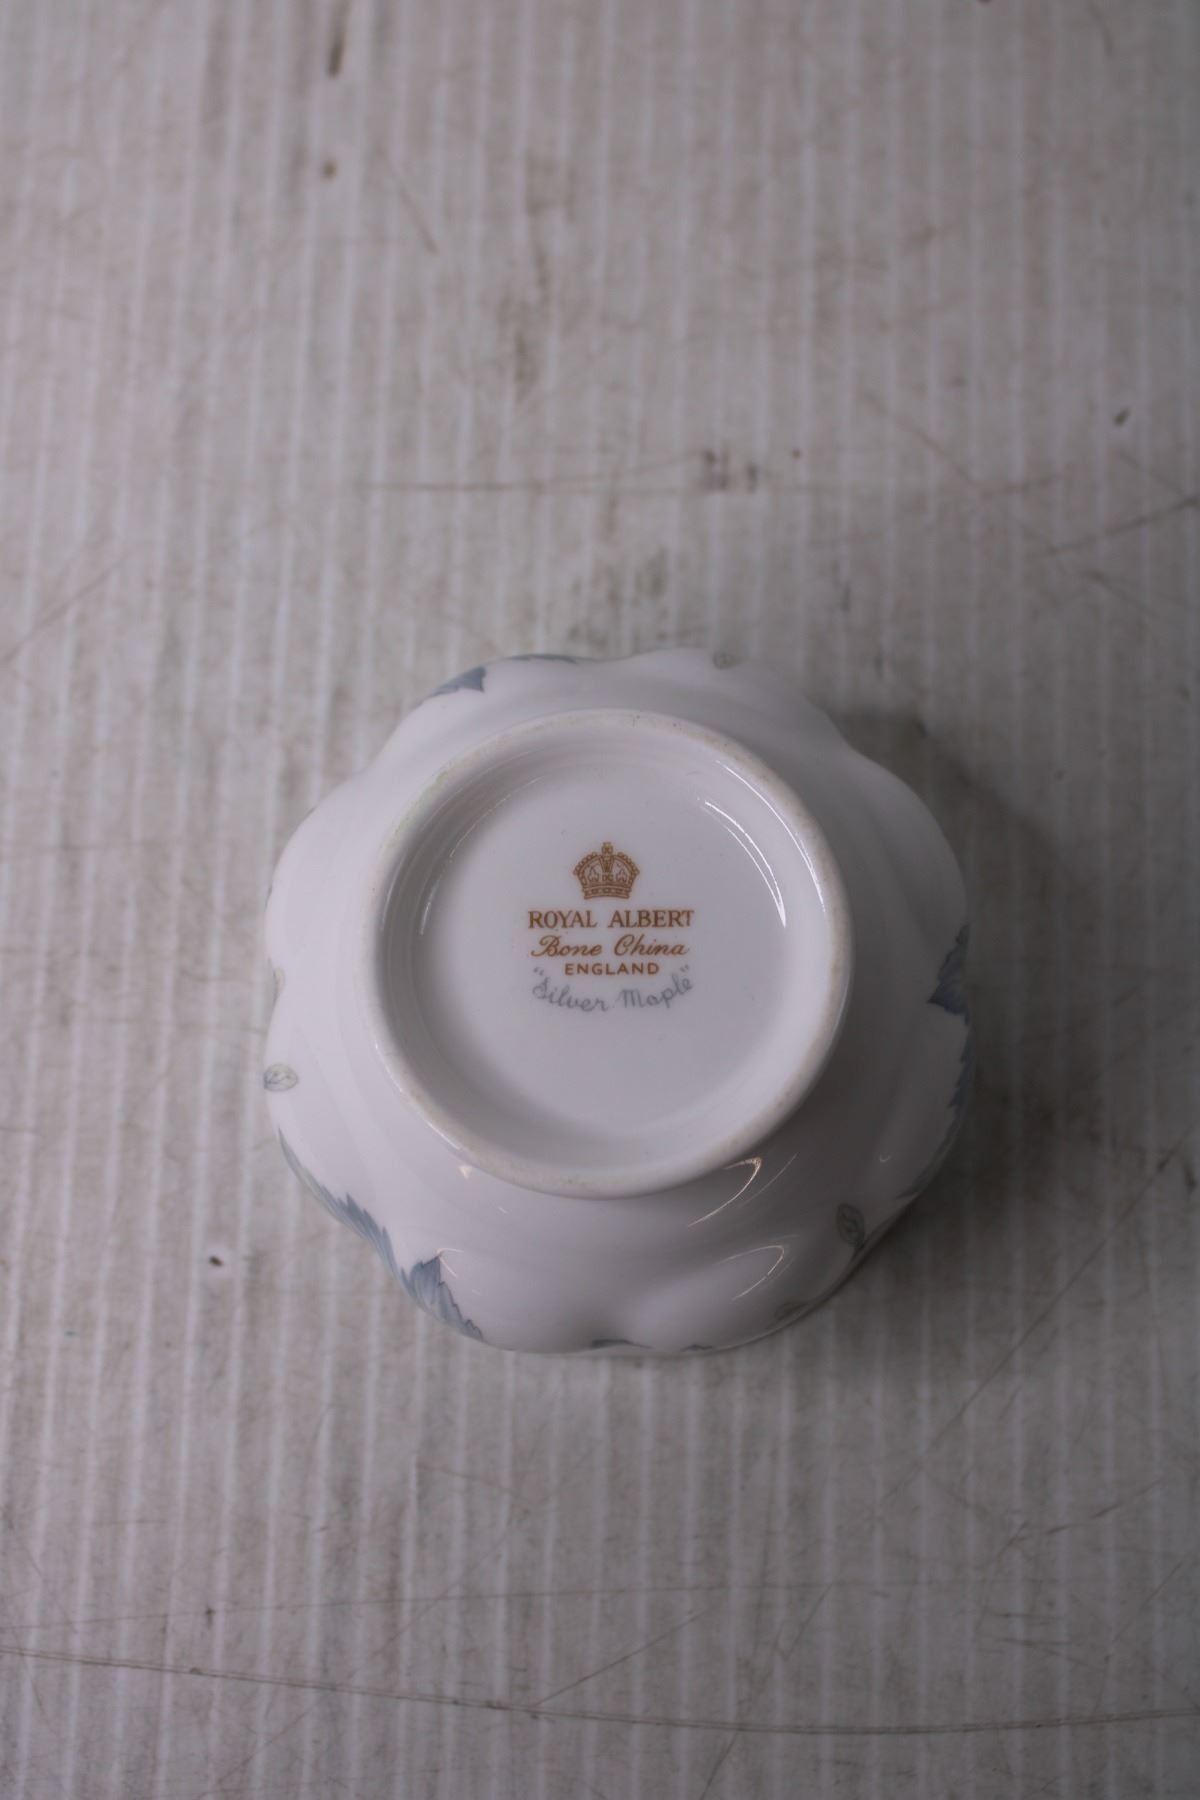 ROYAL ALBERT
Bone China
ENGLAND
"Silver Maple"